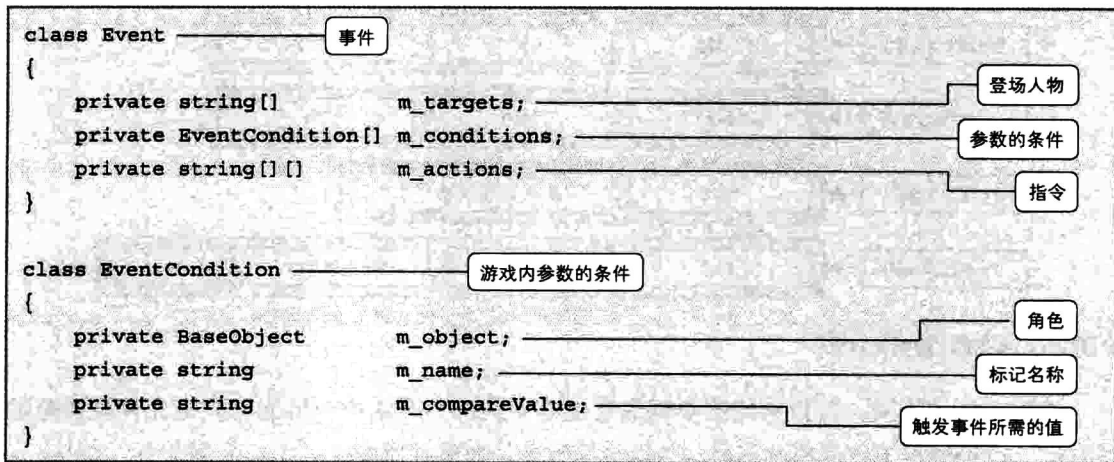 class Event 事件
{
private string[] m_targets; 登场人物
private EventCondition[] m_conditions; 参数的条件
private string[][] m_actions; 指令
}
class EventCondition 游戏内参数的条件
{
private BaseObject m_object; 角色
private string m_name; 标记名称
private string m_compareValue; 触发事件所需的值
}